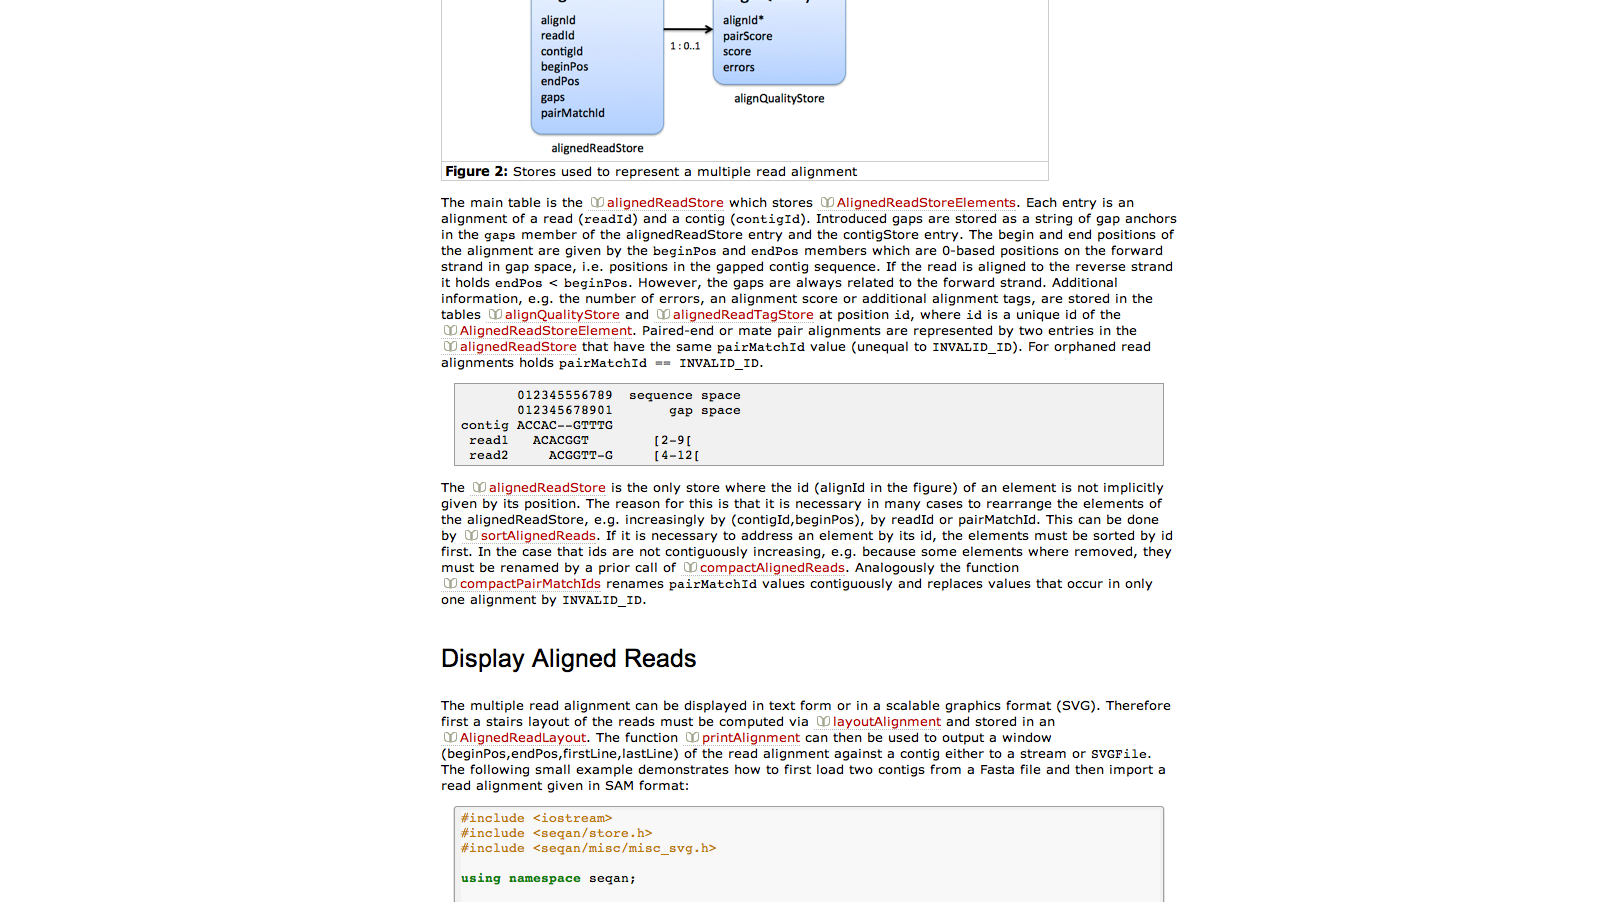 alignId
readId
contigId
beginPos
endPos
gaps
pairMatchId
alignedReadStore
1 : 0..1
alignId*
pairScore
score
errors
alignQualityStore
Figure 2: Stores used to represent a multiple read alignment
The main table is the alignedReadStore which stores AlignedReadStoreElements. Each entry is an
alignment of a read (readId) and a contig (contigId). Introduced gaps are stored as a string of gap anchors
in the gaps member of the alignedReadStore entry and the contigStore entry. The begin and end positions of
the alignment are given by the beginPos and endPos members which are 0-based positions on the forward
strand in gap space, i.e. positions in the gapped contig sequence. If the read is aligned to the reverse strand
it holds endPos < beginPos. However, the gaps are always related to the forward strand. Additional
information, e.g. the number of errors, an alignment score or additional alignment tags, are stored in the
tables alignQualityStore and alignedReadTagStore at position id, where id is a unique id of the
AlignedReadStoreElement. Paired-end or mate pair alignments are represented by two entries in the
alignedReadStore that have the same pairMatchId value (unequal to INVALID_ID). For orphaned read
alignments holds pairMatchId == INVALID_ID.
012345556789 sequence space
012345678901 gap space
contig ACCAC--GTTTG
read1 ACACGGT [2-9[
read2 ACGGTT-G [4-12[
The alignedReadStore is the only store where the id (alignId in the figure) of an element is not implicitly
given by its position. The reason for this is that it is necessary in many cases to rearrange the elements of
the alignedReadStore, e.g. increasingly by (contigId,beginPos), by readId or pairMatchId. This can be done
by sortAlignedReads. If it is necessary to address an element by its id, the elements must be sorted by id
first. In the case that ids are not contiguously increasing, e.g. because some elements where removed, they
must be renamed by a prior call of compactAlignedReads. Analogously the function
compactPairMatchIds renames pairMatchId values contiguously and replaces values that occur in only
one alignment by INVALID_ID.
Display Aligned Reads
The multiple read alignment can be displayed in text form or in a scalable graphics format (SVG). Therefore
first a stairs layout of the reads must be computed via layoutAlignment and stored in an
AlignedReadLayout. The function printAlignment can then be used to output a window
(beginPos,endPos,firstLine,lastLine) of the read alignment against a contig either to a stream or SVGFile.
The following small example demonstrates how to first load two contigs from a Fasta file and then import a
read alignment given in SAM format:
#include <iostream>
#include <seqan/store.h>
#include <seqan/misc/misc_svg.h>
using namespace seqan;